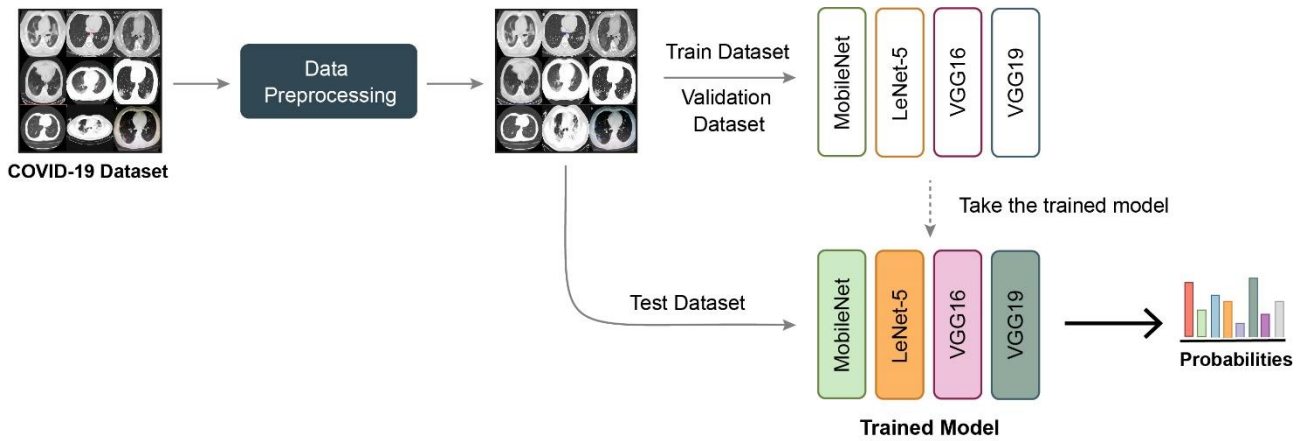 COVID-19 Dataset
Data
Preprocessing
Train Dataset
Validation
Dataset
MobileNet
LeNet-5
VGG16
VGG19
Take the trained model
Test Dataset
MobileNet
LeNet-5
VGG16
VGG19
Trained Model
Probabilities